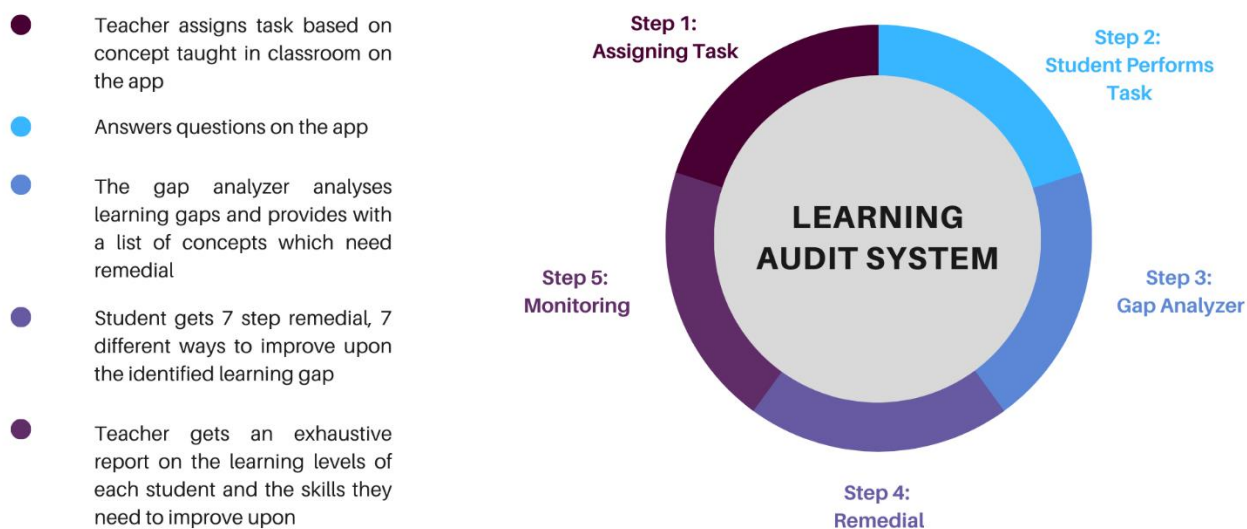 Teacher assigns task based on
concept taught in classroom on
the app
Answers questions on the app
The gap analyzer analyses
learning gaps and provides with
a list of concepts which need
remedial
Student gets 7 step remedial, 7
different ways to improve upon
the identified learning gap
Teacher gets an exhaustive
report on the learning levels of
each student and the skills they
need to improve upon
Step 1:
Assigning Task
Step 2:
Student Performs
Task
LEARNING
AUDIT SYSTEM
Step 3:
Gap Analyzer
Step 4:
Remedial
Step 5:
Monitoring